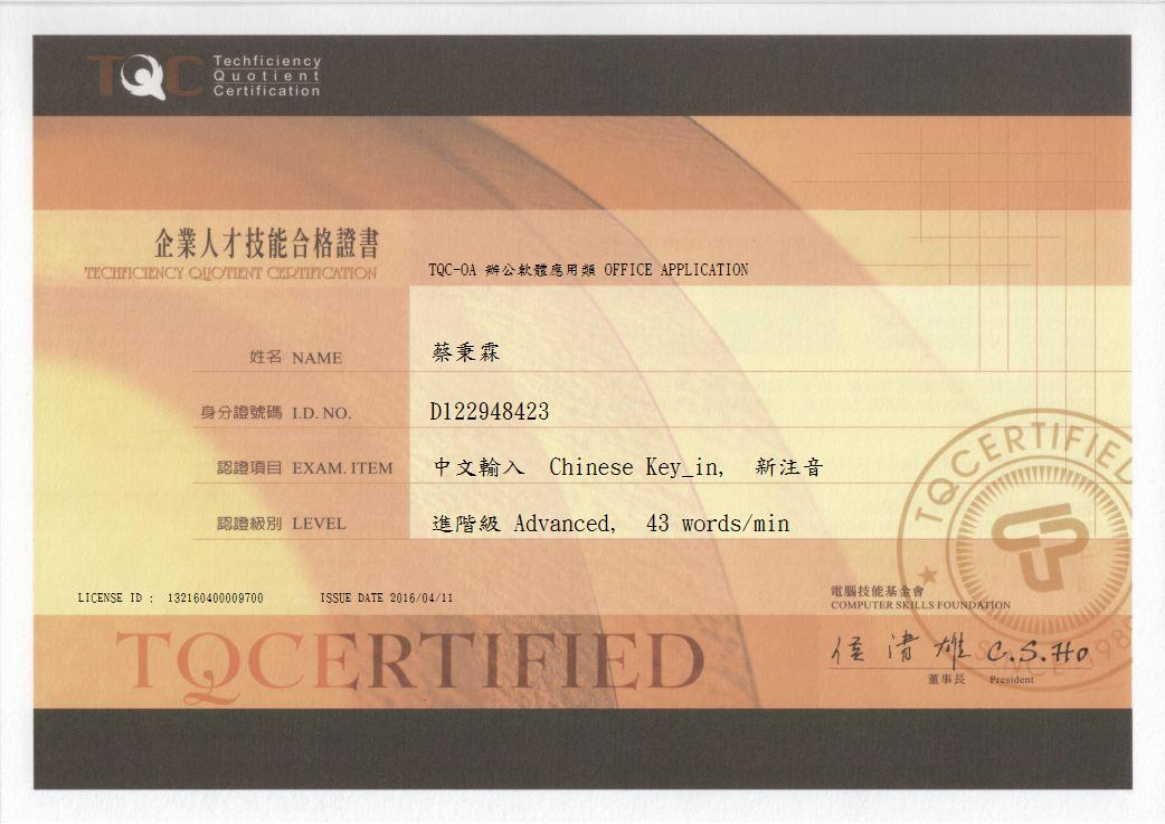 TQC Techficiency
Quotient
Certification
企業人才技能合格證書
TECHFICIENCY QUOTIENT CERTIFICATION
TQC-OA 辦公軟體應用類 OFFICE APPLICATION
姓名 NAME 蔡秉霖
身分證號碼 I.D. NO. D122948423
認證項目 EXAM. ITEM 中文輸入 Chinese Key_in, 新注音
認證級別 LEVEL 進階級 Advanced, 43 words/min
TQCERTIFIED
LICENSE ID : 132160400009700 ISSUE DATE 2016/04/11
電腦技能基金會
COMPUTER SKILLS FOUNDATION
TQCERTIFIED
侯清雄 C.S.Ho
董事長 President